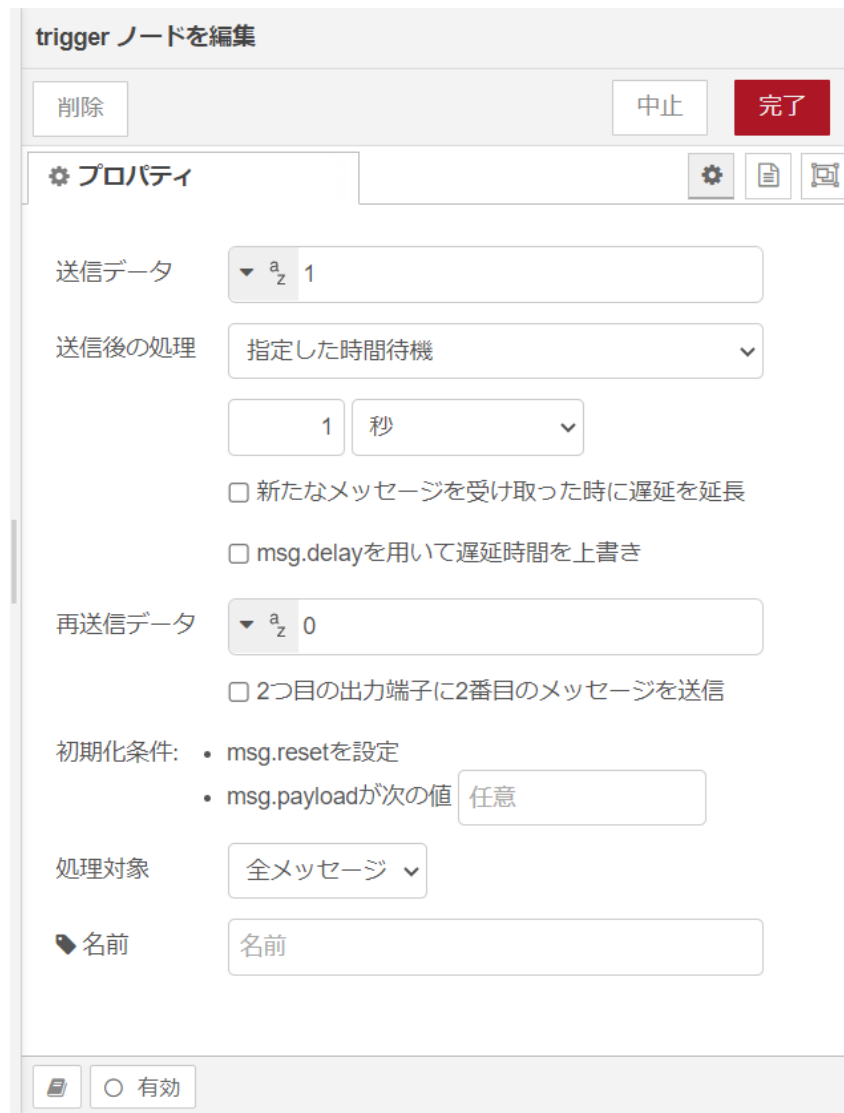 trigger ノードを編集
削除 中止 完了
プロパティ
送信データ az 1
送信後の処理 指定した時間待機
1 秒
新たなメッセージを受け取った時に遅延を延長
msg.delayを用いて遅延時間を上書き
再送信データ az 0
2つ目の出力端子に2番目のメッセージを送信
初期化条件: • msg.resetを設定
• msg.payloadが次の値 任意
処理対象 全メッセージ
名前 名前
有効